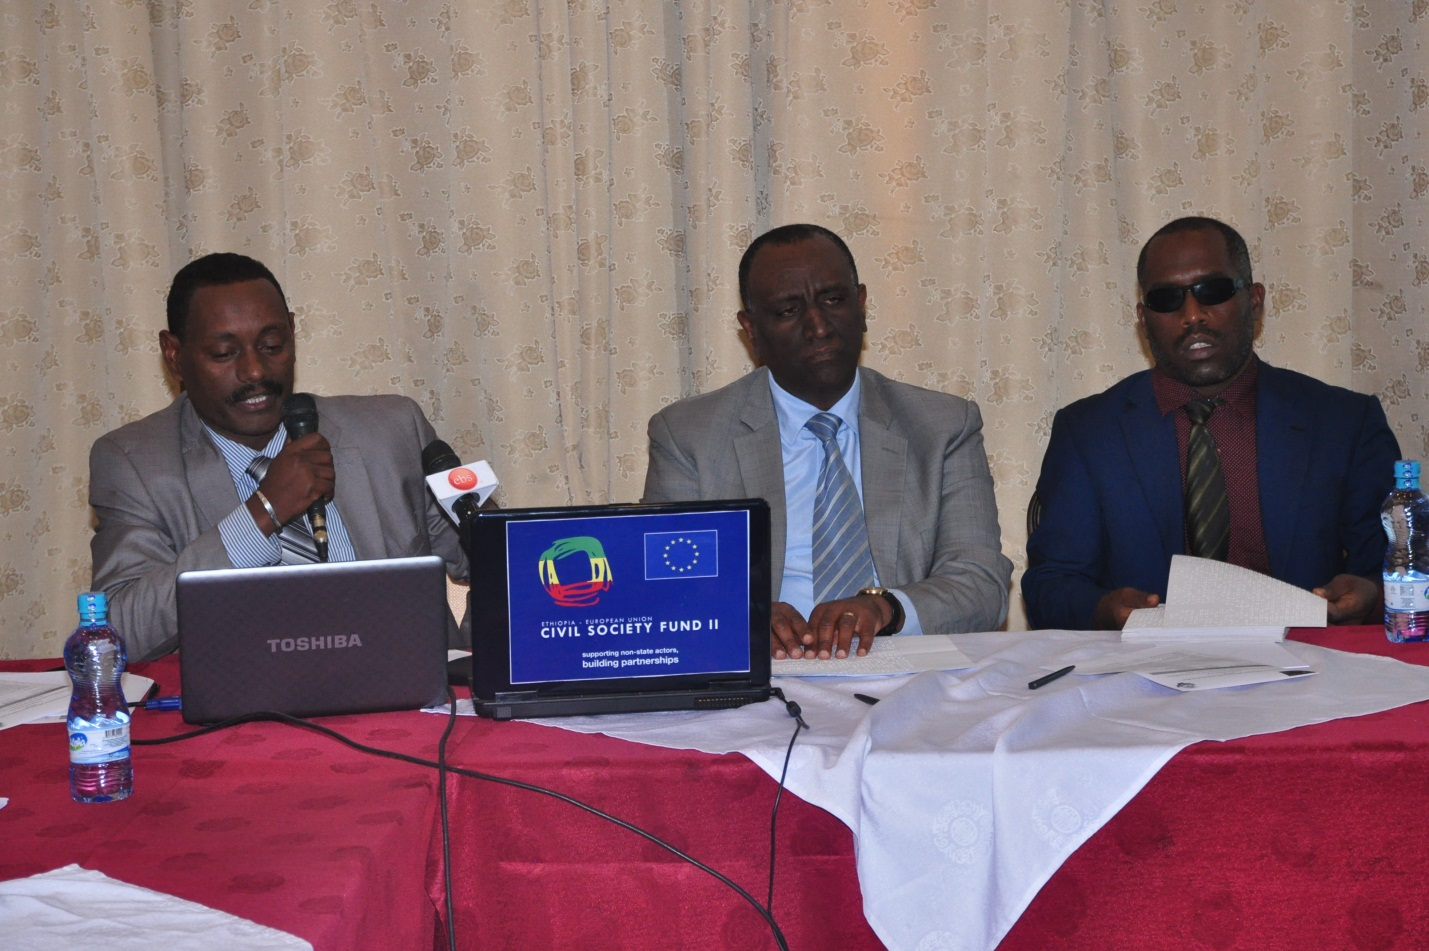 ebs
TOSHIBA
ETHIOPIA - EUROPEAN UNION
CIVIL SOCIETY FUND II
supporting non-state actors,
building partnerships